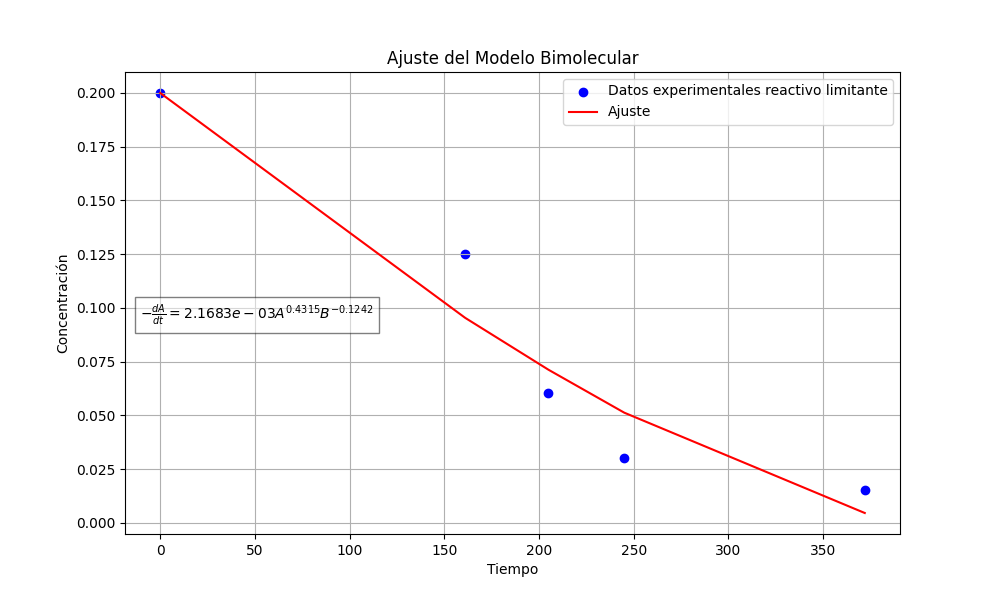 Ajuste del Modelo Bimolecular
Datos experimentales reactivo limitante
Ajuste
0.200
0.175
0.150
0.125
0.100
0.075
0.050
0.025
0.000
Concentración
$-\frac{dA}{dt} = 2.1683e-03A^{0.4315}B^{-0.1242}$
0 50 100 150 200 250 300 350
Tiempo